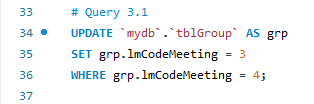 33 # Query 3.1
34 UPDATE `mydb`.`tblGroup` AS grp
35 SET grp.lmCodeMeeting = 3
36 WHERE grp.lmCodeMeeting = 4;
37